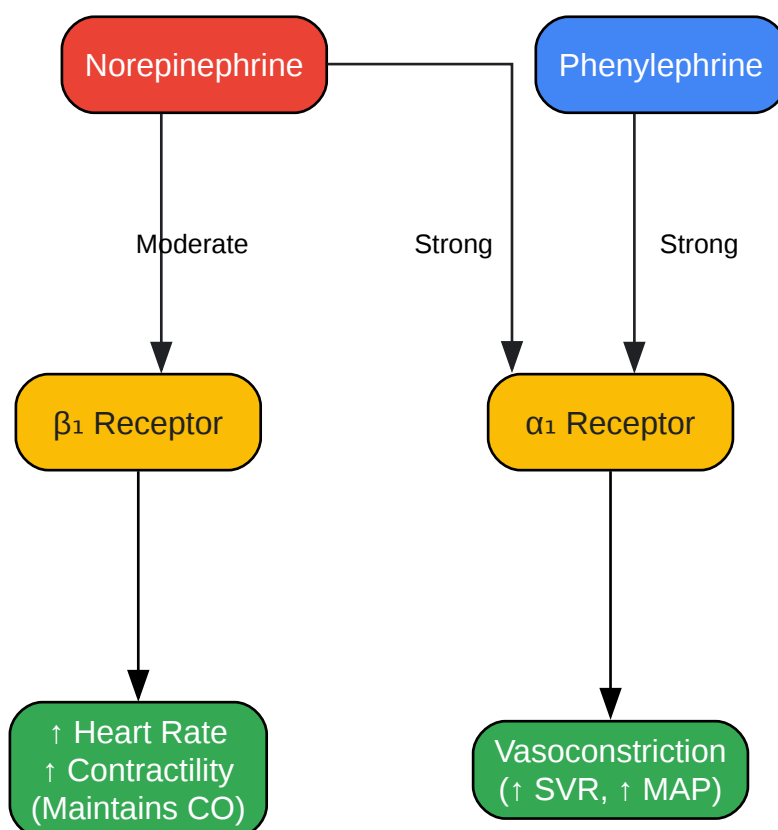 Norepinephrine
Phenylephrine
Moderate
Strong
Strong
β₁ Receptor
α₁ Receptor
↑ Heart Rate
↑ Contractility
(Maintains CO)
Vasoconstriction
(↑ SVR, ↑ MAP)